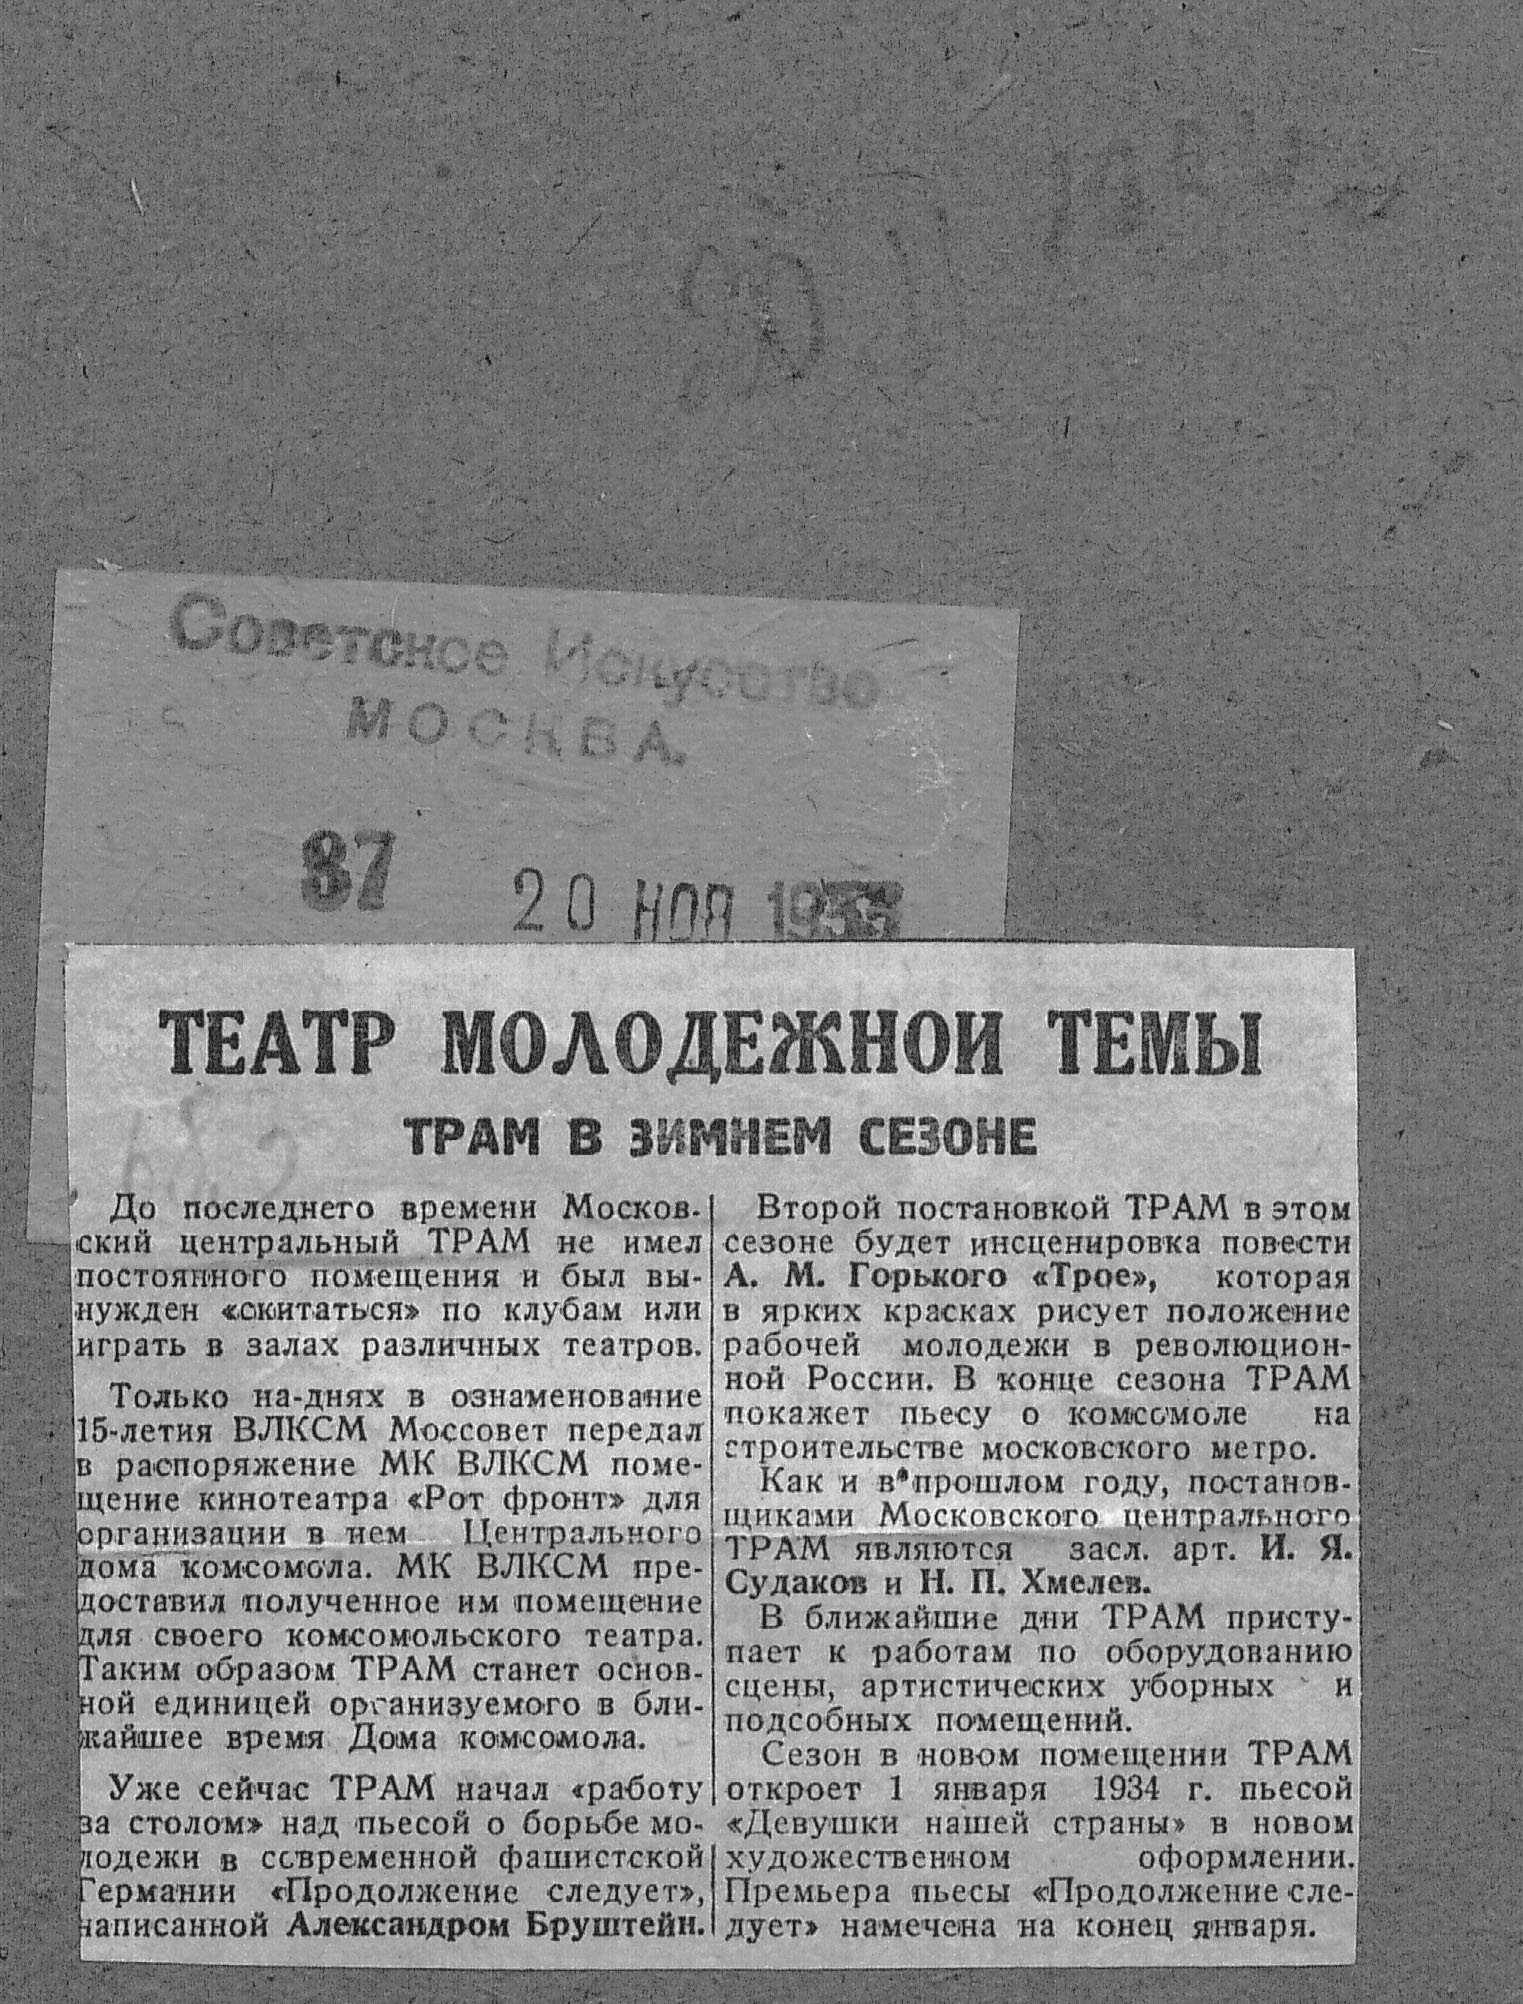 Советское Искусство
МОСКВА.
87
20 НОЯ 1933
ТЕАТР МОЛОДЕЖНОЙ ТЕМЫ
ТРАМ В ЗИМНЕМ СЕЗОНЕ
До последнего времени Москов-
ский центральный ТРАМ не имел
постоянного помещения и был вы-
нужден «скитаться» по клубам или
играть в залах различных театров.
Только на-днях в ознаменование
15-летия ВЛКСМ Моссовет передал
в распоряжение МК ВЛКСМ поме-
щение кинотеатра «Рот фронт» для
организации в нем Центрального
дома комсомола. МК ВЛКСМ пре-
доставил полученное им помещение
для своего комсомольского театра.
Таким образом ТРАМ станет основ-
ной единицей организуемого в бли-
жайшее время Дома комсомола.
Уже сейчас ТРАМ начал «работу
за столом» над пьесой о борьбе мо-
лодежи в современной фашистской
Германии «Продолжение следует»,
написанной Александром Бруштейн.
Второй постановкой ТРАМ в этом
сезоне будет инсценировка повести
А. М. Горького «Трое», которая
в ярких красках рисует положение
рабочей молодежи в революцион-
ной России. В конце сезона ТРАМ
покажет пьесу о комсомоле на
строительстве московского метро.
Как и в прошлом году, постанов-
щиками Московского центрального
ТРАМ являются засл. арт. И. Я.
Судаков и Н. П. Хмелев.
В ближайшие дни ТРАМ присту-
пает к работам по оборудованию
сцены, артистических уборных и
подсобных помещений.
Сезон в новом помещении ТРАМ
откроет 1 января 1934 г. пьесой
«Девушки нашей страны» в новом
художественном оформлении.
Премьера пьесы «Продолжение сле-
дует» намечена на конец января.